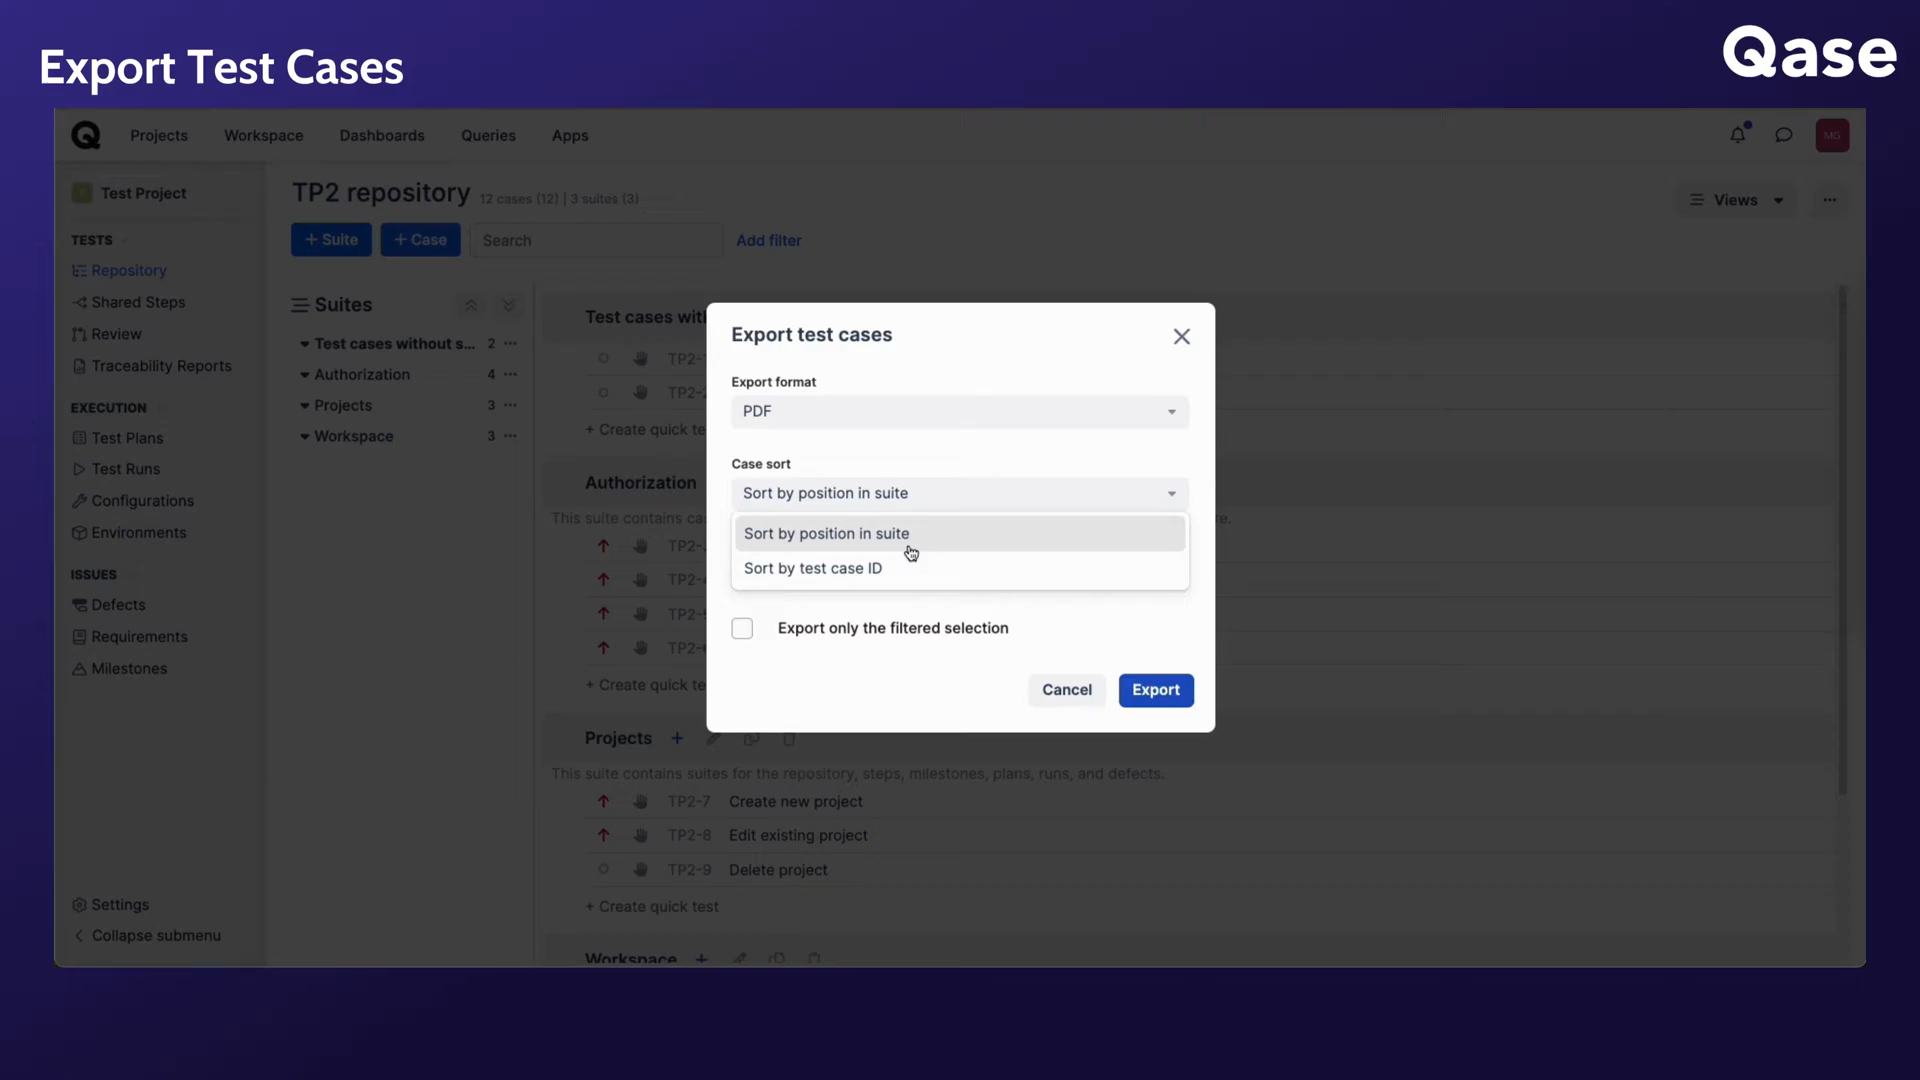 Export Test Cases
Qase
Projects
Workspace
Dashboards
Queries
Apps
MG
Test Project
TP2 repository
12 cases (12) | 3 suites (3)
Views
TESTS
+ Suite
+ Case
Search
Add filter
Repository
Shared Steps
Review
Traceability Reports
EXECUTION
Test Plans
Test Runs
Configurations
Environments
ISSUES
Defects
Requirements
Milestones
Settings
Collapse submenu
Suites
Test cases without s... 2
Authorization 4
Projects 3
Workspace 3
Test cases
+ Create quick
Authorization
This suite contains
+ Create quick
Export test cases
Export format
PDF
Case sort
Sort by position in suite
Sort by position in suite
Sort by test case ID
Export only the filtered selection
Cancel
Export
Projects
This suite contains suites for the repository, steps, milestones, plans, runs, and defects.
TP2-7 Create new project
TP2-8 Edit existing project
TP2-9 Delete project
+ Create quick test
Workspace